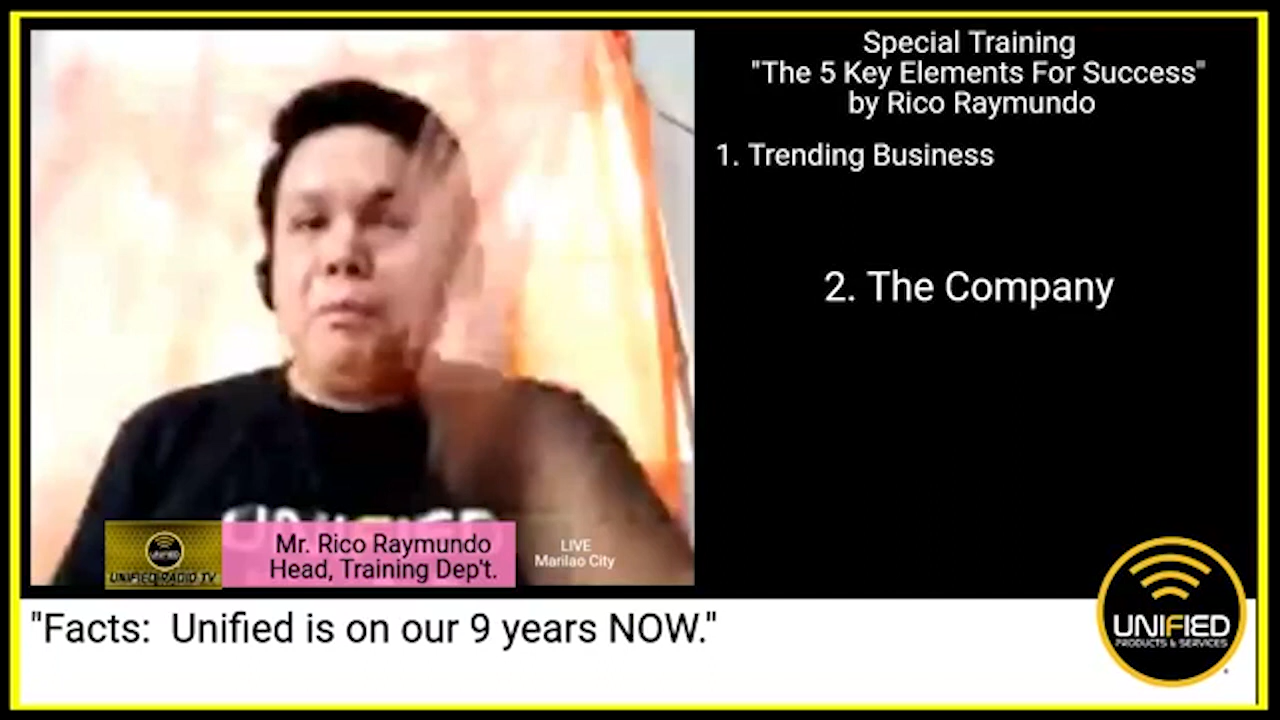 Special Training
"The 5 Key Elements For Success"
by Rico Raymundo
1. Trending Business
2. The Company
UNIFIED
UNIFIED RADIO TV
Mr. Rico Raymundo
Head, Training Dep't.
LIVE
Marilao City
"Facts: Unified is on our 9 years NOW."
UNIFIED
PRODUCTS & SERVICES